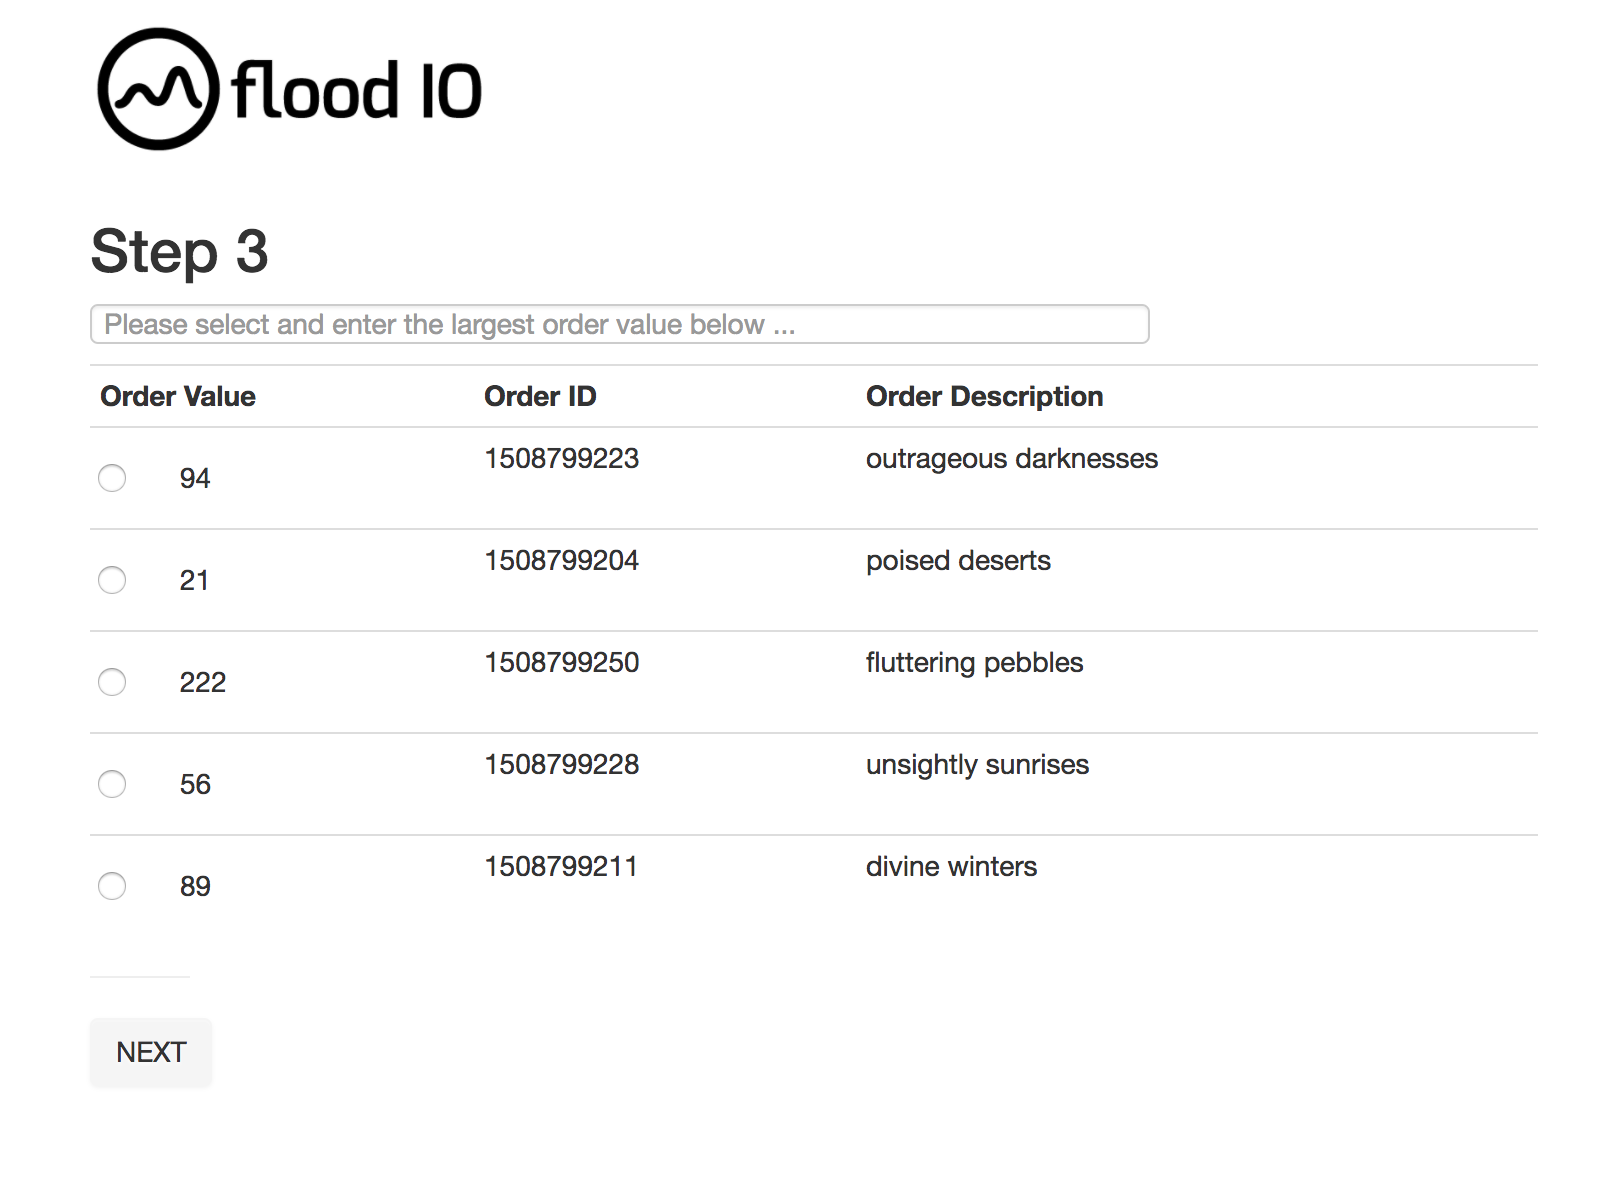 flood IO
Step 3
Please select and enter the largest order value below ...
Order Value Order ID Order Description
94 1508799223 outrageous darknesses
21 1508799204 poised deserts
222 1508799250 fluttering pebbles
56 1508799228 unsightly sunrises
89 1508799211 divine winters
NEXT